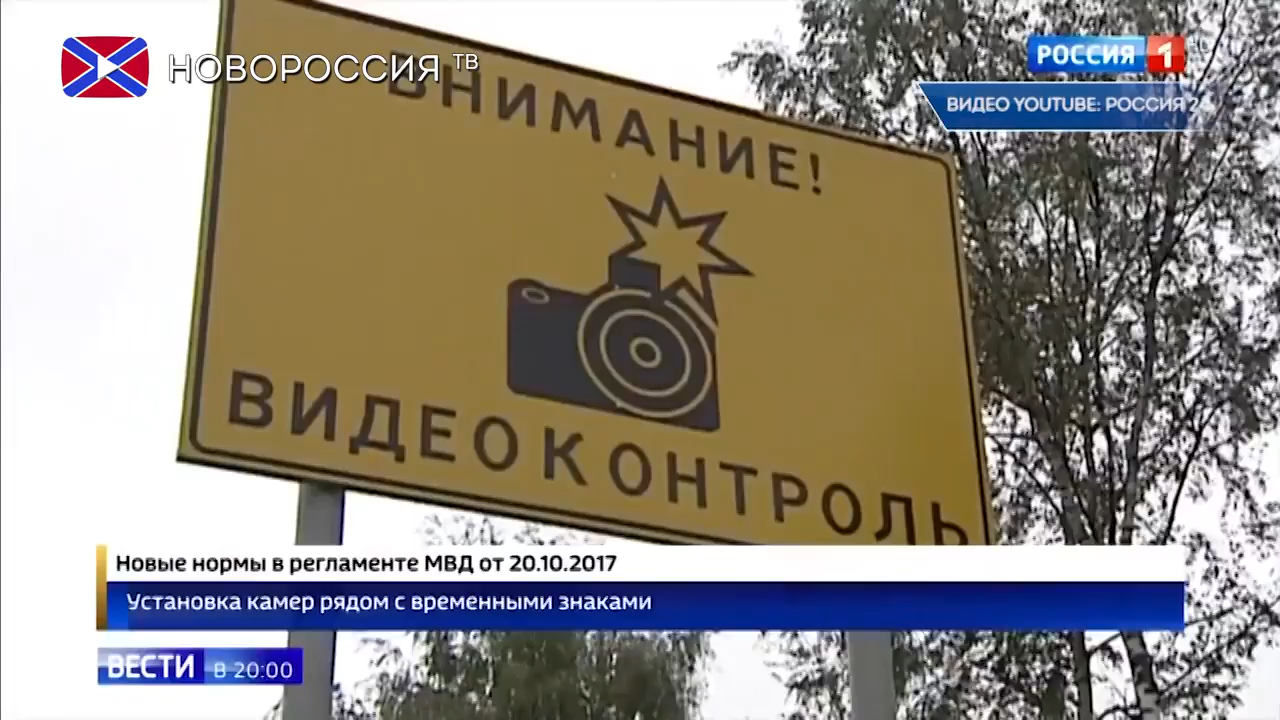 НОВОРОССИЯ ТВ
РОССИЯ 1
ВИДЕО YOUTUBE: РОССИЯ 24
ВНИМАНИЕ!
ВИДЕОКОНТРОЛЬ
Новые нормы в регламенте МВД от 20.10.2017
Установка камер рядом с временными знаками
ВЕСТИ В 20:00